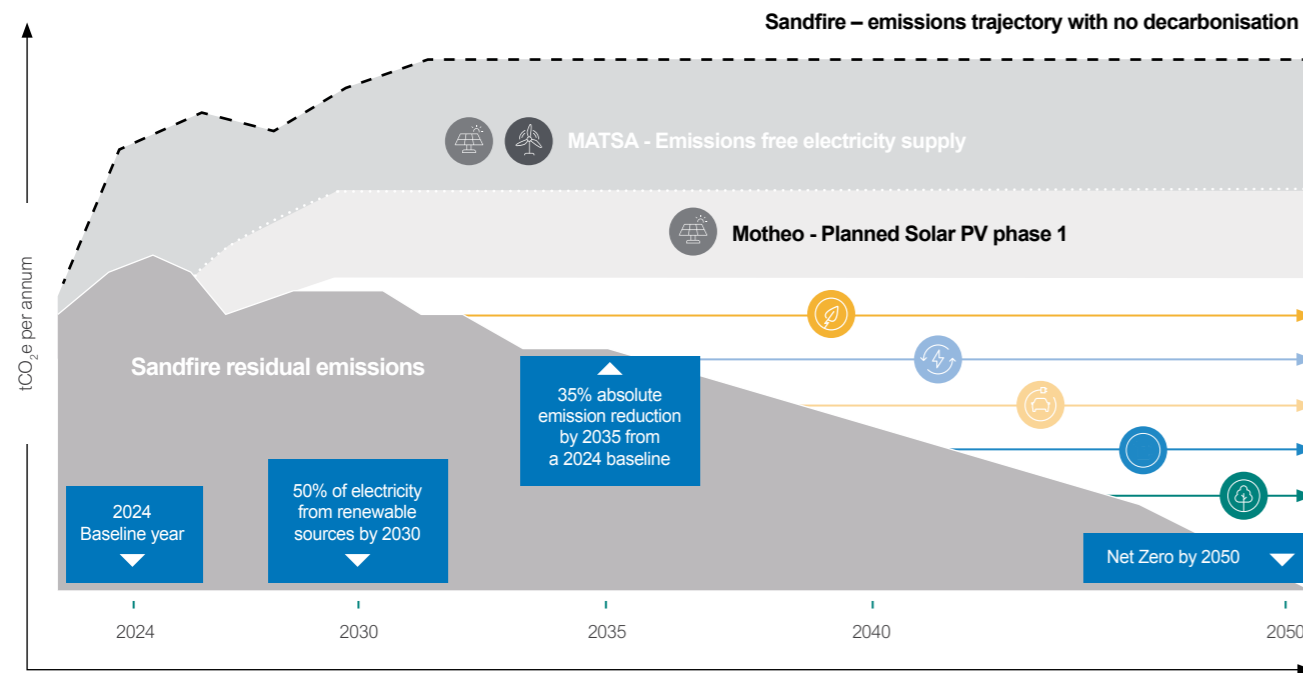 Sandfire – emissions trajectory with no decarbonisation
MATSA - Emissions free electricity supply
Motheo - Planned Solar PV phase 1
tCO₂e per annum
Sandfire residual emissions
35% absolute
emission reduction
by 2035 from
a 2024 baseline
50% of electricity
from renewable
sources by 2030
2024
Baseline year
Net Zero by 2050
2024
2030
2035
2040
2050